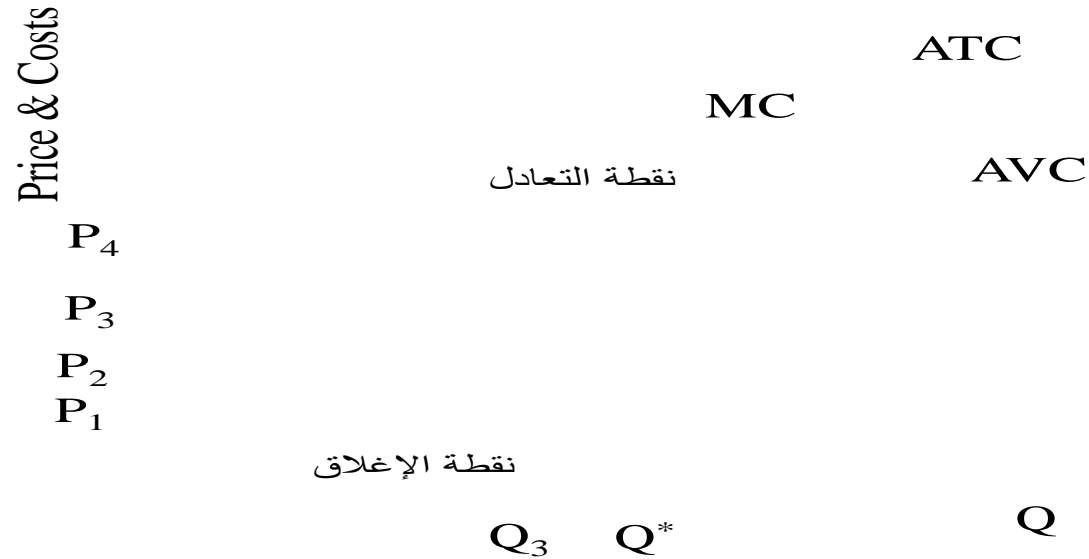 Price & Costs
ATC
MC
نقطة التعادل
AVC
P₄
P₃
P₂
P₁
نقطة الإغلاق
Q₃
Q*
Q